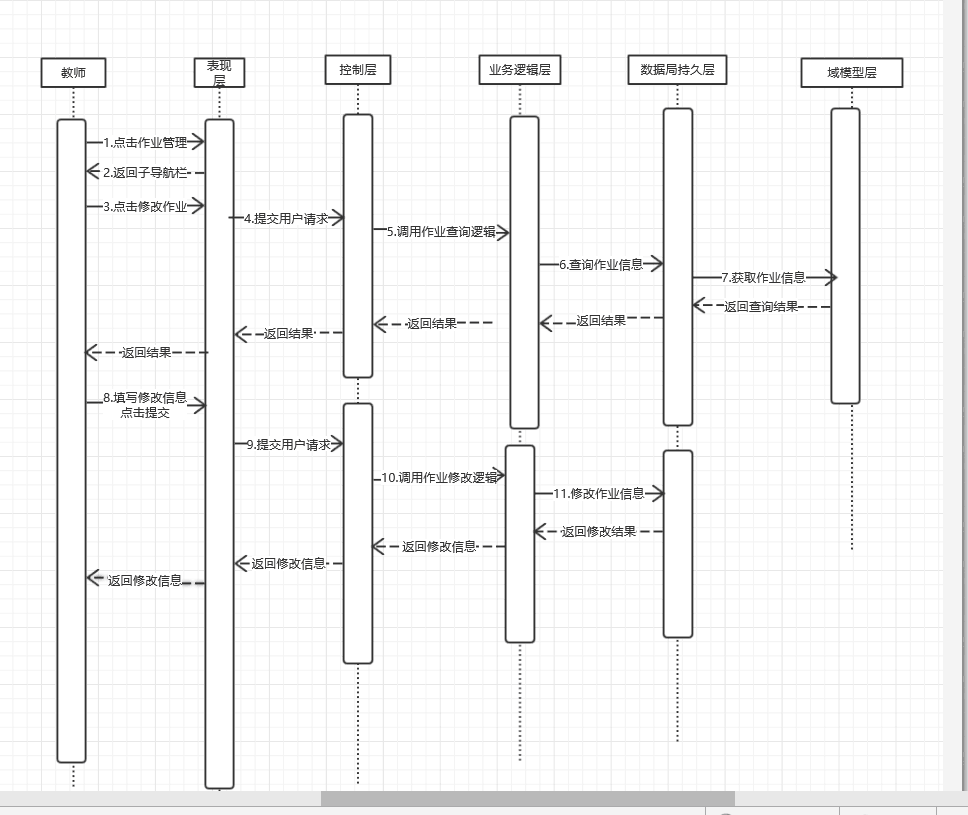 教师
表现
层
控制层
业务逻辑层
数据局持久层
域模型层
1.点击作业管理
2.返回子导航栏
3.点击修改作业
4.提交用户请求
5.调用作业查询逻辑
6.查询作业信息
7.获取作业信息
返回查询结果
返回结果
返回结果
返回结果
返回结果
8.填写修改信息
点击提交
9.提交用户请求
10.调用作业修改逻辑
11.修改作业信息
返回修改结果
返回修改信息
返回修改信息
返回修改信息